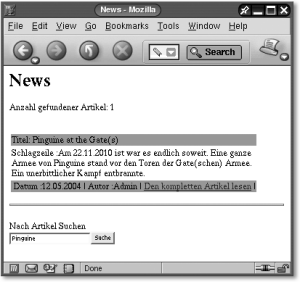 News - Mozilla
File Edit View Go Bookmarks Tools Window Help
Search
News
Anzahl gefundener Artikel: 1
Titel: Pinguine at the Gate(s)
Schlagzeile :Am 22.11.2010 ist war es endlich soweit. Eine ganze
Armee von Pinguine stand vor den Toren der Gate(schen) Armee.
Ein unerbittlicher Kampf entbrannte.
Datum :12.05.2004 | Autor :Admin | Den kompletten Artikel lesen !
Nach Artikel Suchen
Pinguine Suche
Done